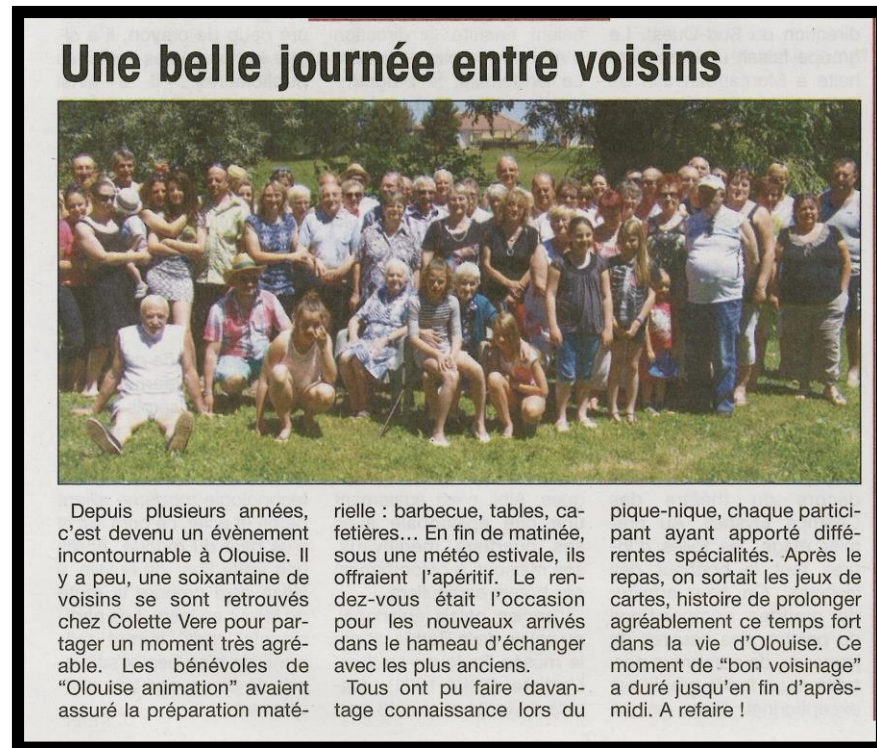 Une belle journée entre voisins
Depuis plusieurs années,
c'est devenu un évènement
incontournable à Olouise. Il
y a peu, une soixantaine de
voisins se sont retrouvés
chez Colette Vere pour par-
tager un moment très agré-
able. Les bénévoles de
“Olouise animation” avaient
assuré la préparation maté-
rielle : barbecue, tables, ca-
fetières… En fin de matinée,
sous une météo estivale, ils
offraient l'apéritif. Le ren-
dez-vous était l'occasion
pour les nouveaux arrivés
dans le hameau d'échanger
avec les plus anciens.
Tous ont pu faire davan-
tage connaissance lors du
pique-nique, chaque partici-
pant ayant apporté diffé-
rentes spécialités. Après le
repas, on sortait les jeux de
cartes, histoire de prolonger
agréablement ce temps fort
dans la vie d'Olouise. Ce
moment de “bon voisinage”
a duré jusqu'en fin d'après-
midi. A refaire !